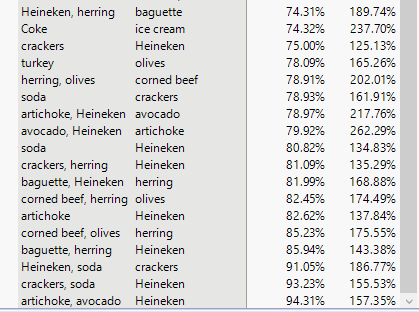 Heineken, herring baguette 74.31% 189.74%
Coke ice cream 74.32% 237.70%
crackers Heineken 75.00% 125.13%
turkey olives 78.09% 165.26%
herring, olives corned beef 78.91% 202.01%
soda crackers 78.93% 161.91%
artichoke, Heineken avocado 78.97% 217.76%
avocado, Heineken artichoke 79.92% 262.29%
soda Heineken 80.82% 134.83%
crackers, herring Heineken 81.09% 135.29%
baguette, Heineken herring 81.99% 168.88%
corned beef, herring olives 82.45% 174.49%
artichoke Heineken 82.62% 137.84%
corned beef, olives herring 85.23% 175.55%
baguette, herring Heineken 85.94% 143.38%
Heineken, soda crackers 91.05% 186.77%
crackers, soda Heineken 93.23% 155.53%
artichoke, avocado Heineken 94.31% 157.35%